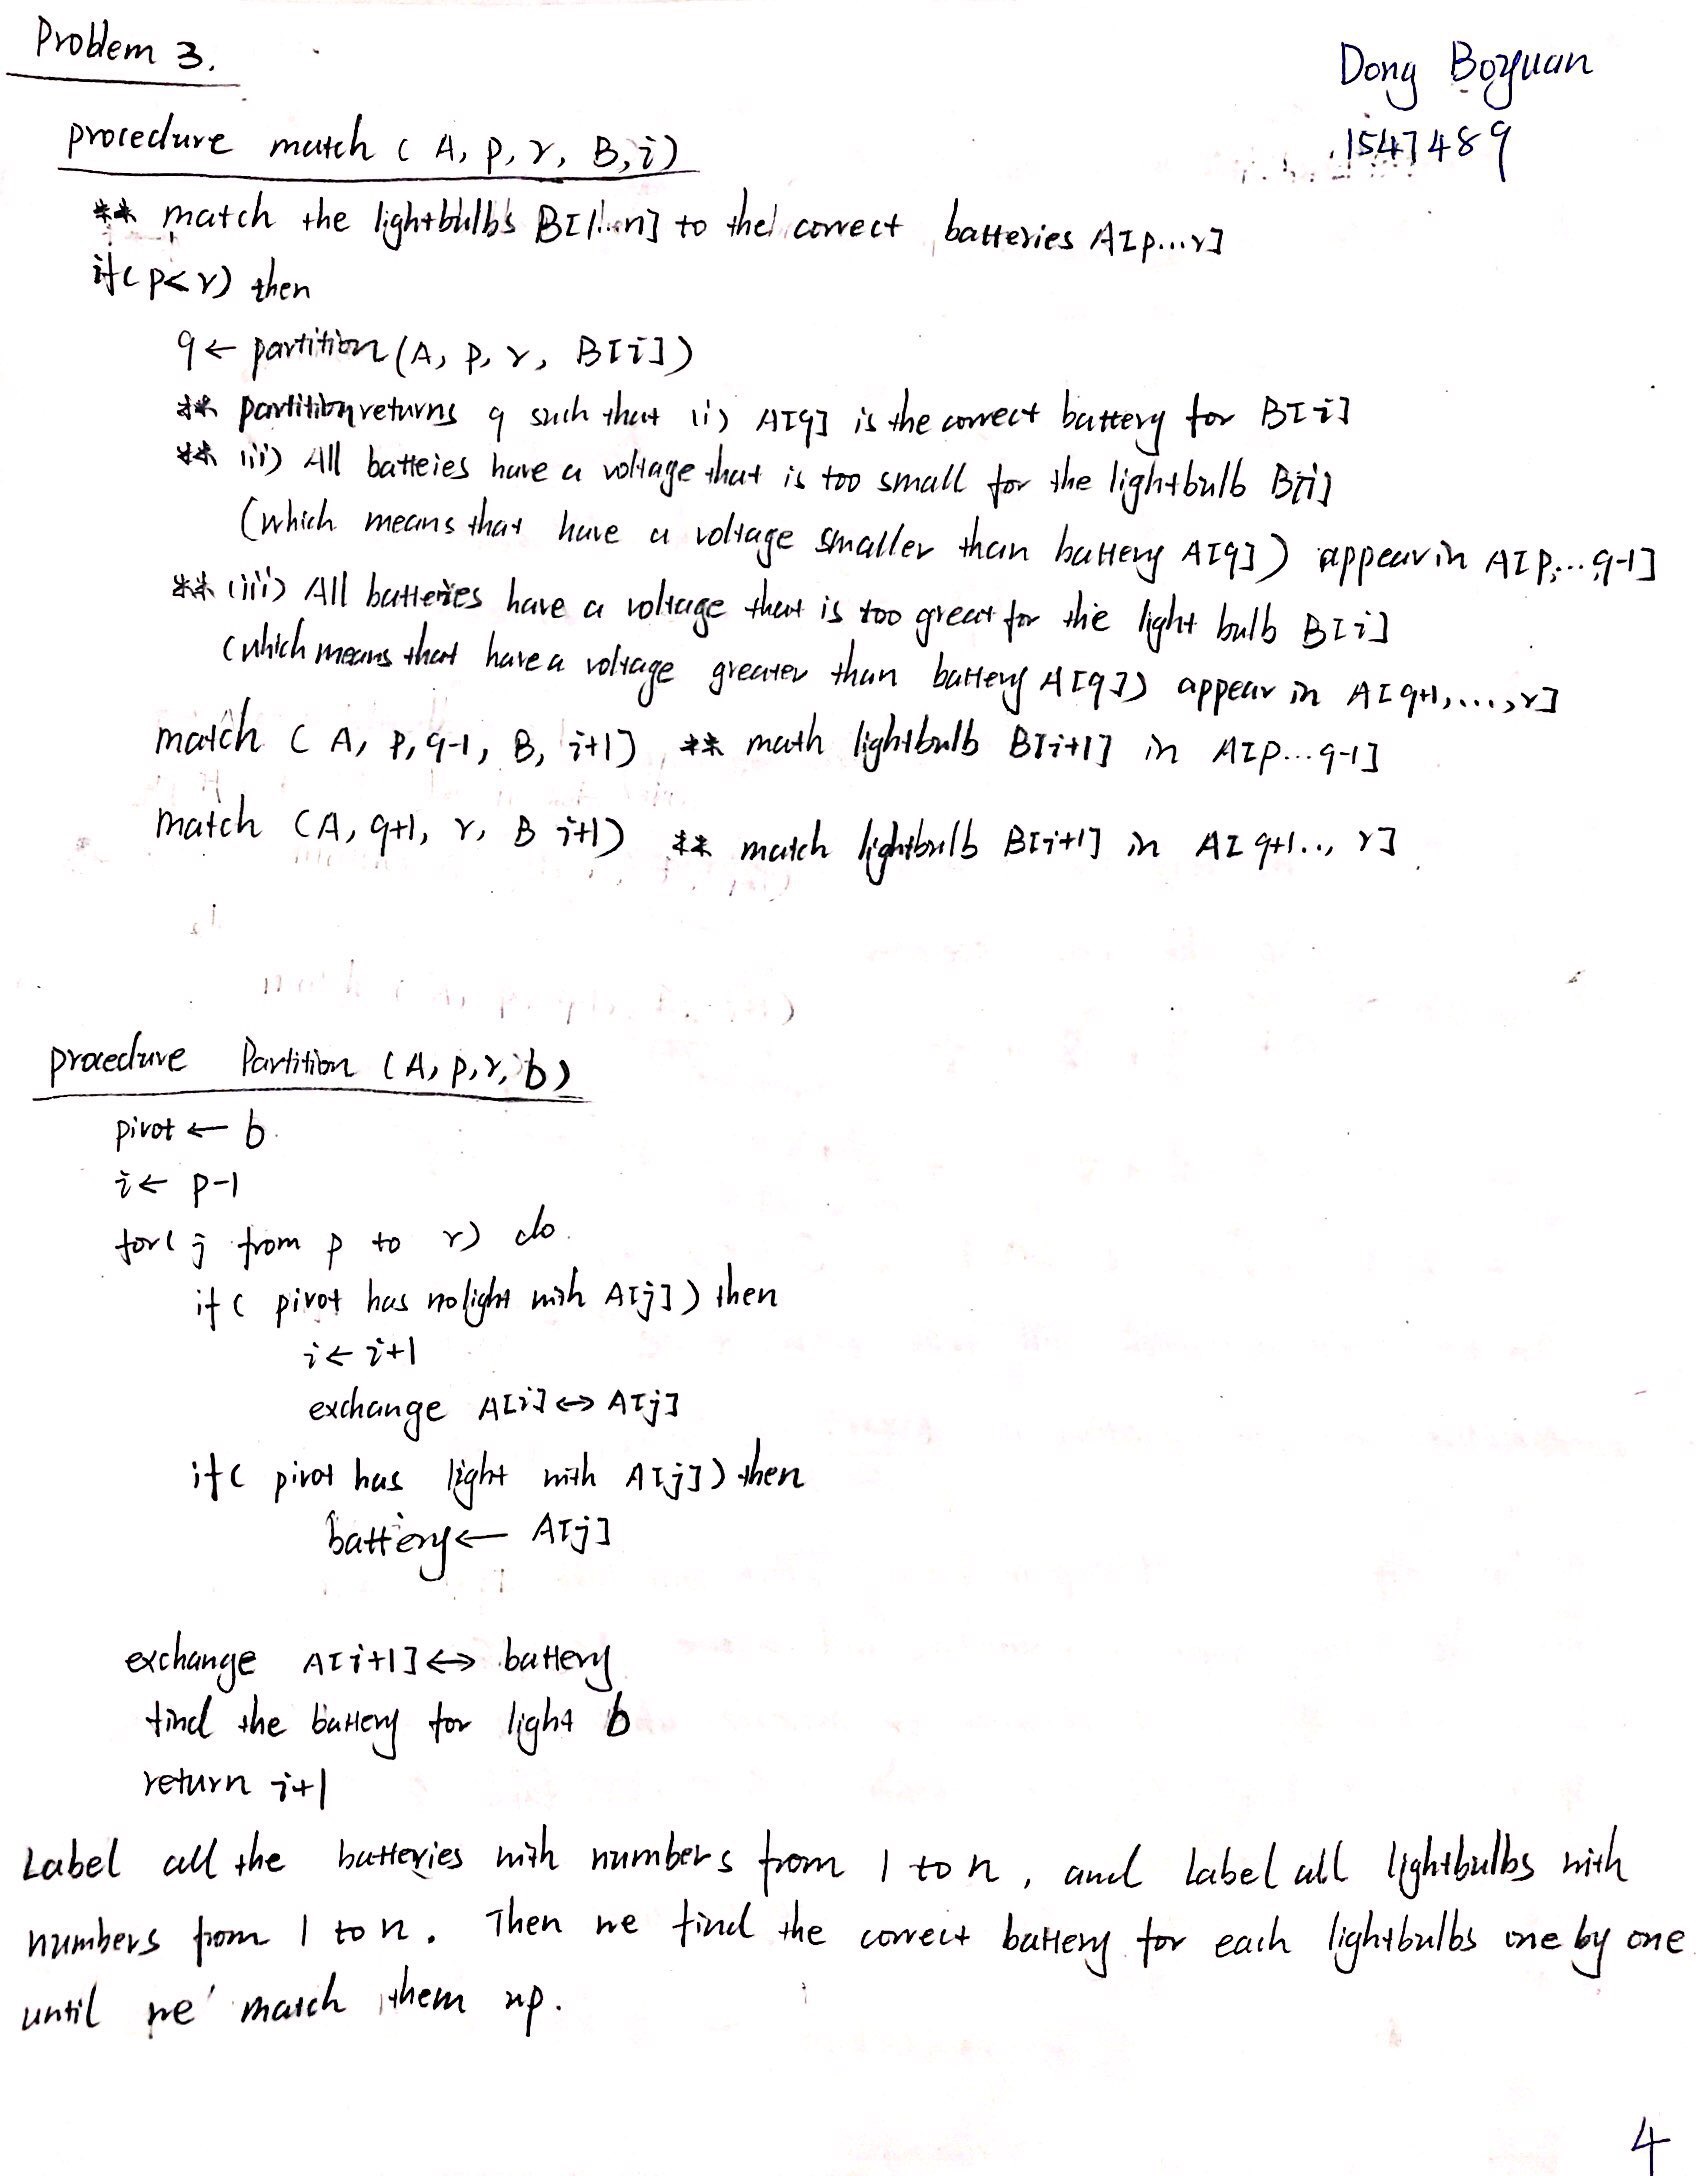 Problem 3.
Dong Boyuan
1547489
procedure match ( A, p, r, B, i)
** match the lightbulbs B[1...n] to the correct batteries A[p...r]
if( p<r) then
q ← partition (A, p, r, B[i])
** partition returns q such that (i) A[q] is the correct battery for B[i]
** (ii) All batteies have a voltage that is too small for the lightbulb B[i]
(which means that have a voltage smaller than battery A[q]) appear in A[p,...q-1]
** (iii) All batteries have a voltage that is too great for the light bulb B[i]
(which means that have a voltage greater than battery A[q]) appear in A[q+1,...,r]
match ( A, p, q-1, B, i+1) ** math lightbulb B[i+1] in A[p...q-1]
match (A, q+1, r, B i+1) ** match lightbulb B[i+1] in A[q+1.., r]
procedure Partition (A, p, r, b)
pivot ← b
i ← p-1
for( j from p to r) do
if( pivot has no light with A[j]) then
i ← i+1
exchange A[i] ↔ A[j]
if( pivot has light with A[j]) then
battery ← A[j]
exchange A[i+1] ↔ battery
find the battery for light b
return i+1
Label all the batteries with numbers from 1 to n, and Label all lightbulbs with
numbers from 1 to n. Then we find the correct battery for each lightbulbs one by one
until we match them up.
4